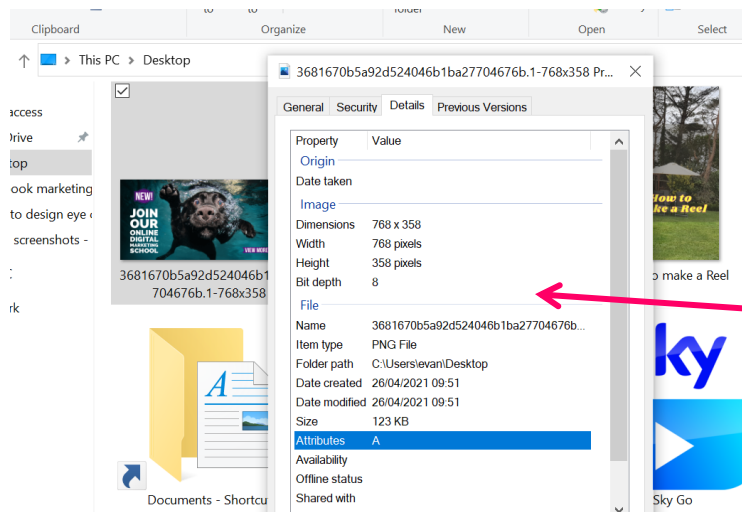 to to folder
Clipboard Organize New Open Select
This PC > Desktop
3681670b5a92d524046b1ba27704676b.1-768x358 Pr...
General Security Details Previous Versions
Property Value
Origin
Date taken
Image
Dimensions 768 x 358
Width 768 pixels
Height 358 pixels
Bit depth 8
File
Name 3681670b5a92d524046b1ba27704676b...
Item type PNG File
Folder path C:\Users\evan\Desktop
Date created 26/04/2021 09:51
Date modified 26/04/2021 09:51
Size 123 KB
Attributes A
Availability
Offline status
Shared with
access
Drive
top
ook marketing
to design eye
screenshots -
rk
NEW!
JOIN
OUR
ONLINE
DIGITAL
MARKETING
SCHOOL
VIEW MORE
3681670b5a92d524046b1
704676b.1-768x358
A
Documents - Shortcu
How to
ke a Reel
o make a Reel
ky
Sky Go